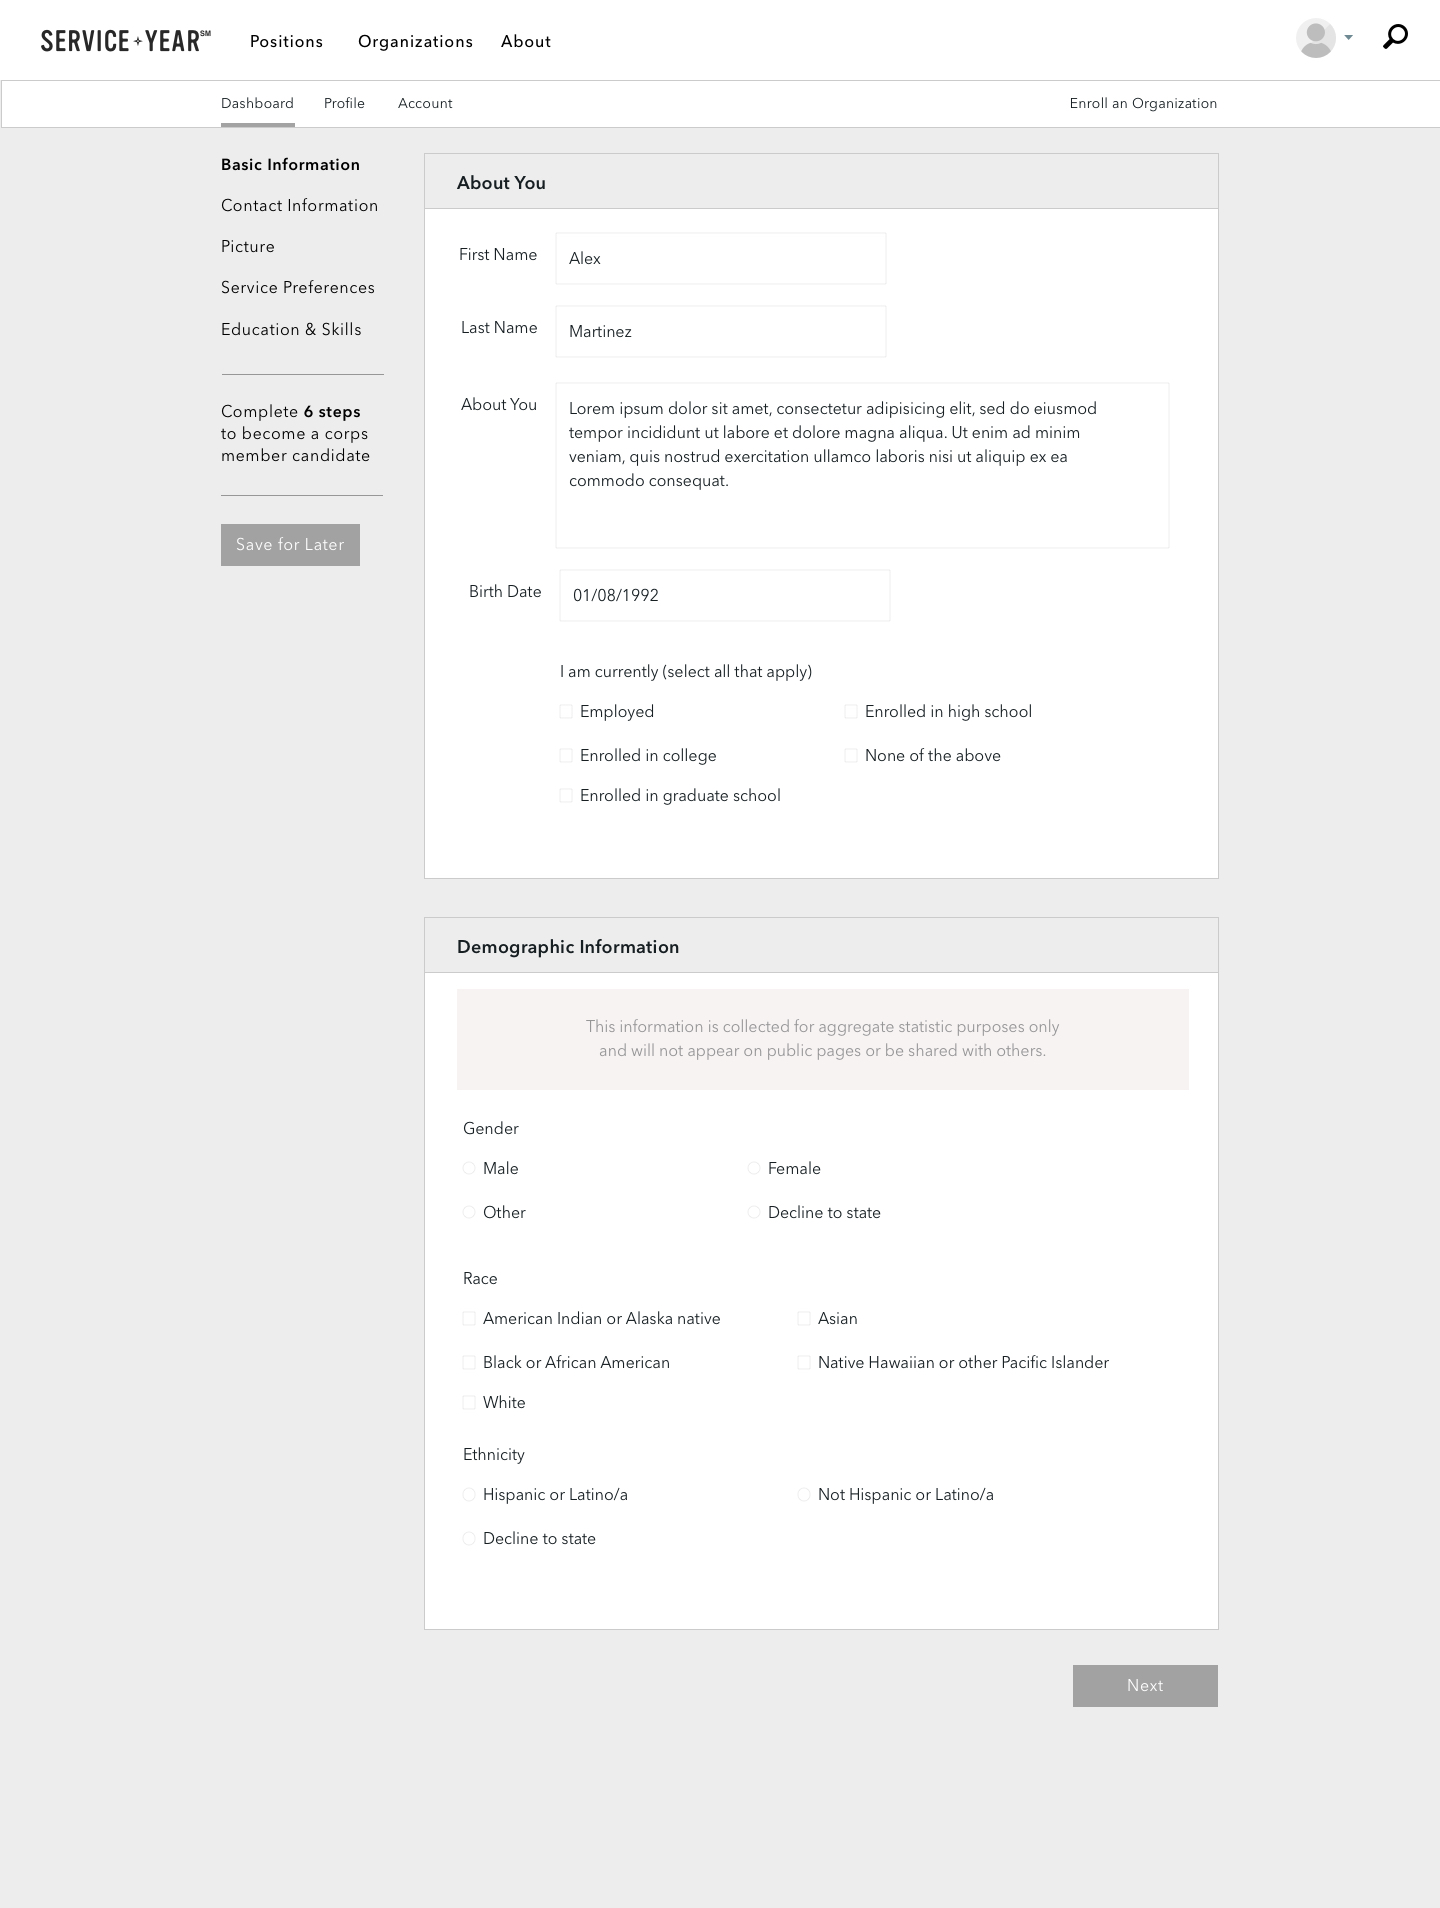 SERVICE + YEAR SM
Positions
Organizations
About
Dashboard
Profile
Account
Enroll an Organization
Basic Information
Contact Information
Picture
Service Preferences
Education & Skills
Complete 6 steps
to become a corps
member candidate
Save for Later
About You
First Name
Alex
Last Name
Martinez
About You
Lorem ipsum dolor sit amet, consectetur adipisicing elit, sed do eiusmod
tempor incididunt ut labore et dolore magna aliqua. Ut enim ad minim
veniam, quis nostrud exercitation ullamco laboris nisi ut aliquip ex ea
commodo consequat.
Birth Date
01/08/1992
I am currently (select all that apply)
Employed
Enrolled in high school
Enrolled in college
None of the above
Enrolled in graduate school
Demographic Information
This information is collected for aggregate statistic purposes only
and will not appear on public pages or be shared with others.
Gender
Male
Female
Other
Decline to state
Race
American Indian or Alaska native
Asian
Black or African American
Native Hawaiian or other Pacific Islander
White
Ethnicity
Hispanic or Latino/a
Not Hispanic or Latino/a
Decline to state
Next